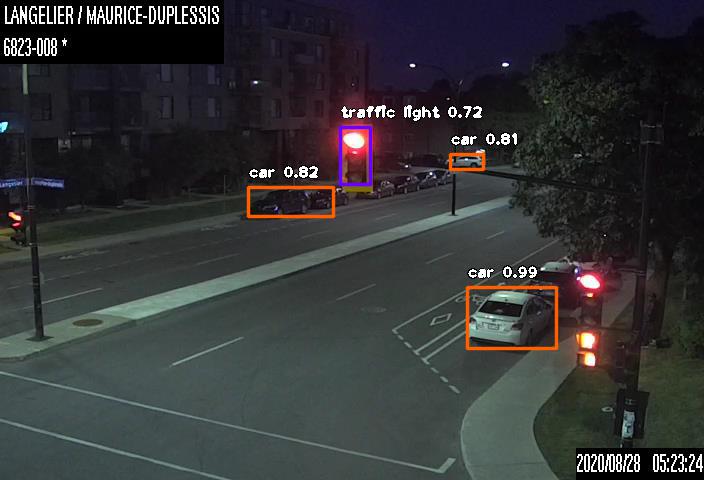 LANGELIER / MAURICE-DUPLESSIS
6823-008 *
traffic light 0.72
car 0.81
car 0.82
Langelier
car 0.99
2020/08/28 05:23:24